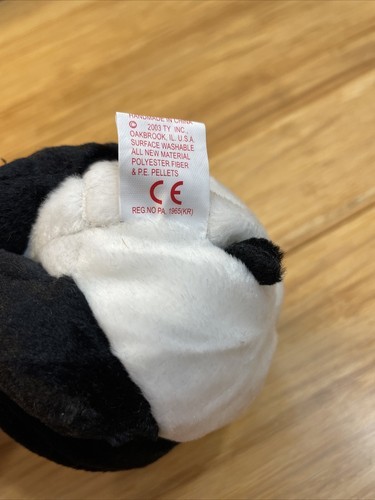 HANDMADE IN CHINA
© 2003 TY INC.,
OAKBROOK, IL. U.S.A
SURFACE WASHABLE
ALL NEW MATERIAL
POLYESTER FIBER
& P.E. PELLETS
CE
REG.NO PA. 1965(KR)